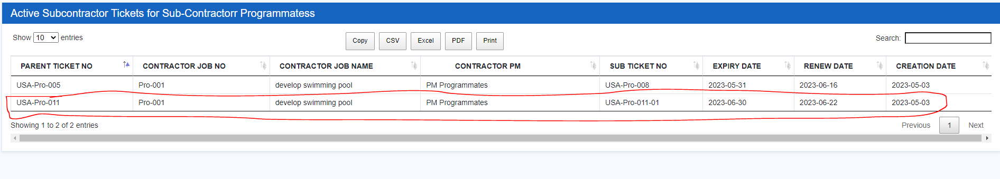 Active Subcontractor Tickets for Sub-Contractorr Programmatess
Show 10 entries Copy CSV Excel PDF Print Search:
PARENT TICKET NO CONTRACTOR JOB NO CONTRACTOR JOB NAME CONTRACTOR PM SUB TICKET NO EXPIRY DATE RENEW DATE CREATION DATE
USA-Pro-005 Pro-001 develop swimming pool PM Programmates USA-Pro-008 2023-05-31 2023-06-16 2023-05-03
USA-Pro-011 Pro-001 develop swimming pool PM Programmates USA-Pro-011-01 2023-06-30 2023-06-22 2023-05-03
Showing 1 to 2 of 2 entries Previous 1 Next